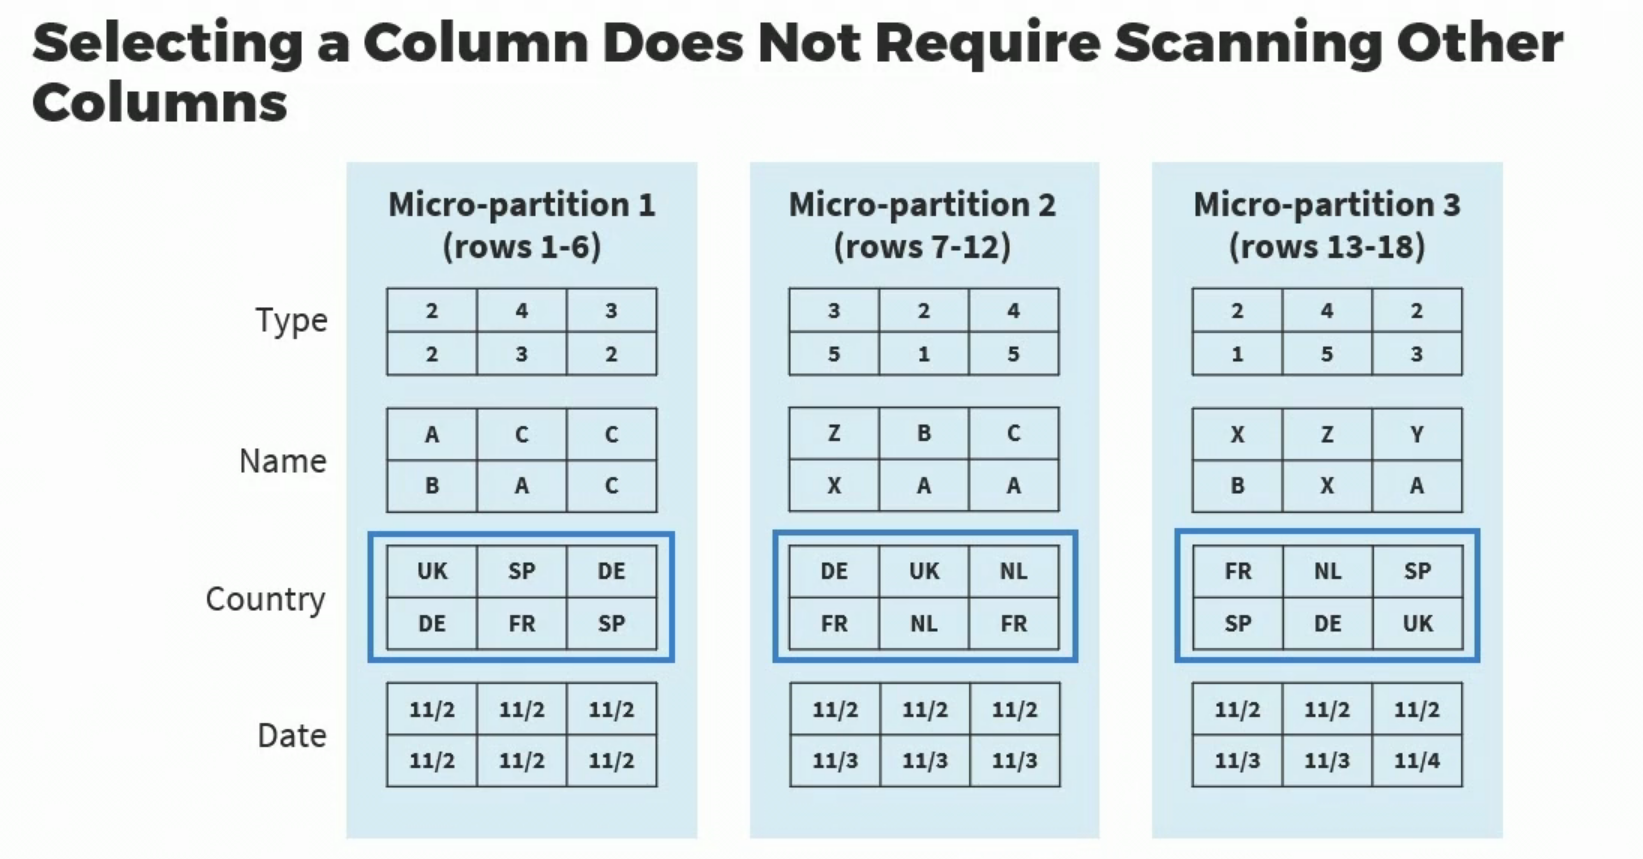 Selecting a Column Does Not Require Scanning Other
Columns
Micro-partition 1
(rows 1-6)
Micro-partition 2
(rows 7-12)
Micro-partition 3
(rows 13-18)
Type
2 4 3
2 3 2
3 2 4
5 1 5
2 4 2
1 5 3
Name
A C C
B A C
Z B C
X A A
X Z Y
B X A
Country
UK SP DE
DE FR SP
DE UK NL
FR NL FR
FR NL SP
SP DE UK
Date
11/2 11/2 11/2
11/2 11/2 11/2
11/2 11/2 11/2
11/3 11/3 11/3
11/2 11/2 11/2
11/3 11/3 11/4